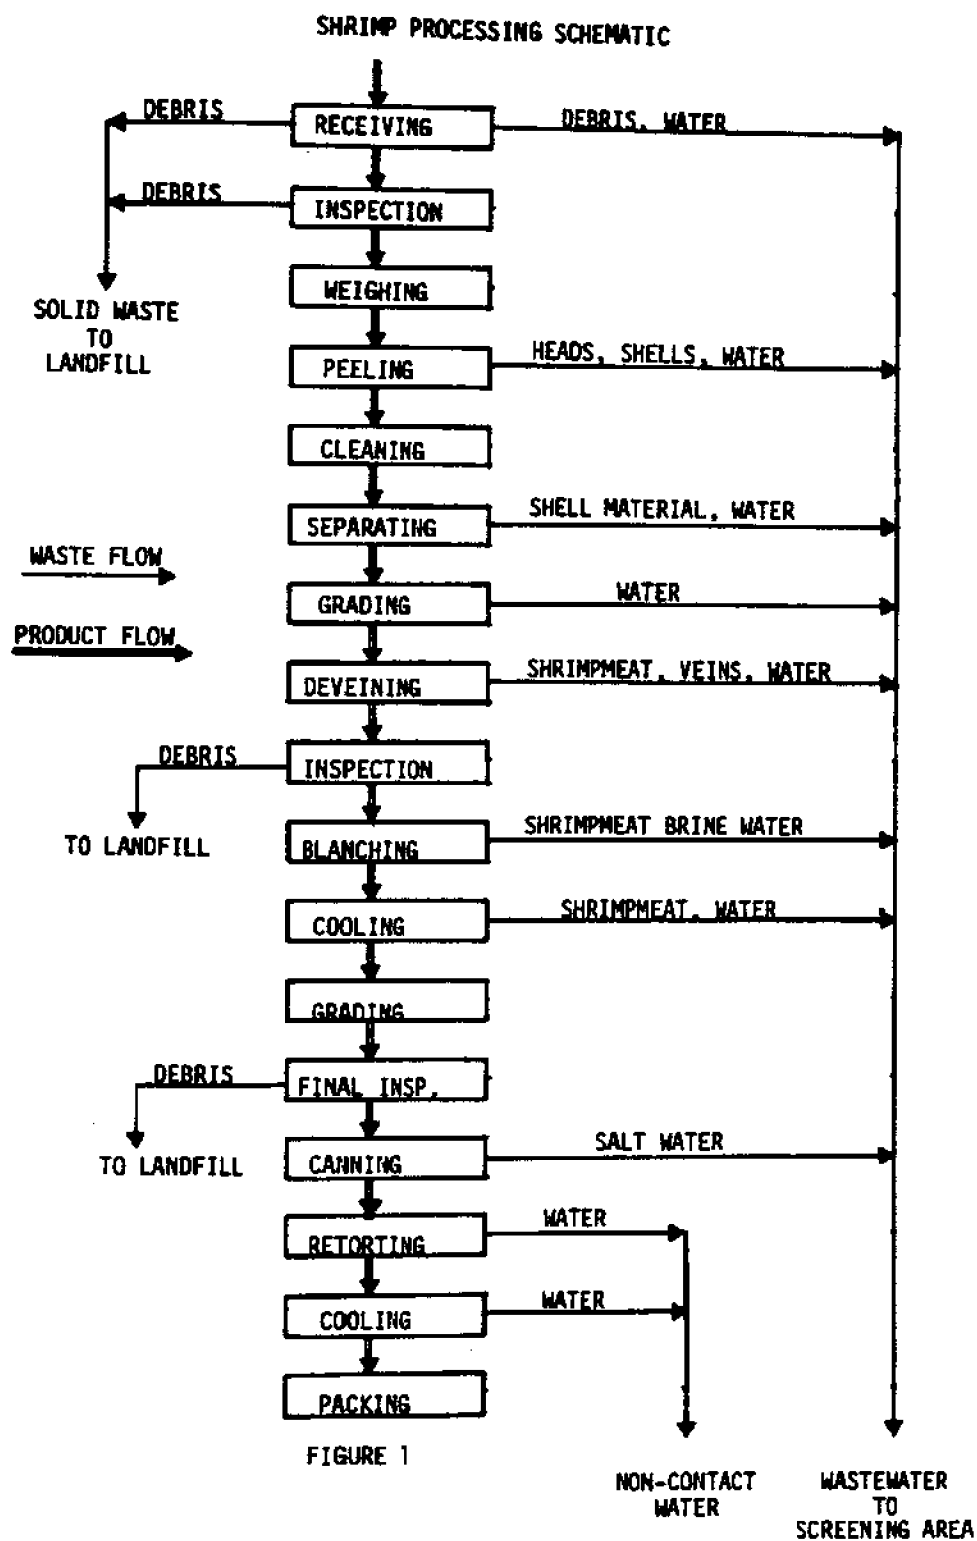 SHRIMP PROCESSING SCHEMATIC
DEBRIS
RECEIVING
DEBRIS, WATER
DEBRIS
INSPECTION
WEIGHING
SOLID WASTE
TO
LANDFILL
PEELING
HEADS, SHELLS, WATER
CLEANING
SEPARATING
SHELL MATERIAL, WATER
WASTE FLOW
GRADING
WATER
PRODUCT FLOW
DEVEINING
SHRIMPMEAT, VEINS, WATER
DEBRIS
INSPECTION
TO LANDFILL
BLANCHING
SHRIMPMEAT BRINE WATER
COOLING
SHRIMPMEAT, WATER
GRADING
DEBRIS
FINAL INSP.
TO LANDFILL
CANNING
SALT WATER
RETORTING
WATER
COOLING
WATER
PACKING
FIGURE 1
NON-CONTACT
WATER
WASTEWATER
TO
SCREENING AREA